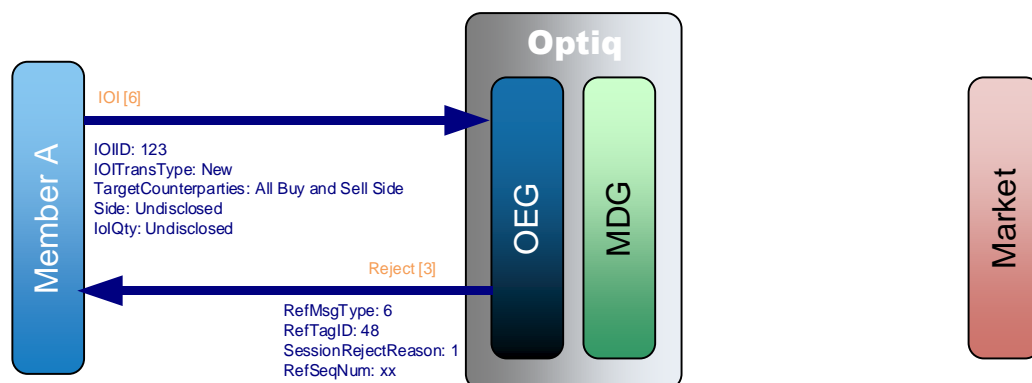 Optiq
IOI [6]
Member A
IOIID: 123
IOITransType: New
TargetCounterparties: All Buy and Sell Side
Side: Undisclosed
IoIQty: Undisclosed
OEG
MDG
Market
Reject [3]
RefMsgType: 6
RefTagID: 48
SessionRejectReason: 1
RefSeqNum: xx